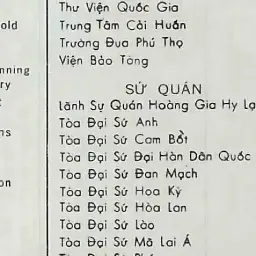 old
nning
ry
ns
on
Thư Viện Quốc Gia
Trung Tâm Cải Huấn
Trường Đua Phú Thọ
Viện Bảo Tàng
SỨ QUÁN
Lãnh Sự Quán Hoàng Gia Hy Lạ
Tòa Đại Sứ Anh
Tòa Đại Sứ Cam Bốt
Tòa Đại Sứ Đại Hàn Dân Quốc
Tòa Đại Sứ Đan Mạch
Tòa Đại Sứ Hoa Kỳ
Tòa Đại Sứ Hòa Lan
Tòa Đại Sứ Lào
Tòa Đại Sứ Mã Lai Á